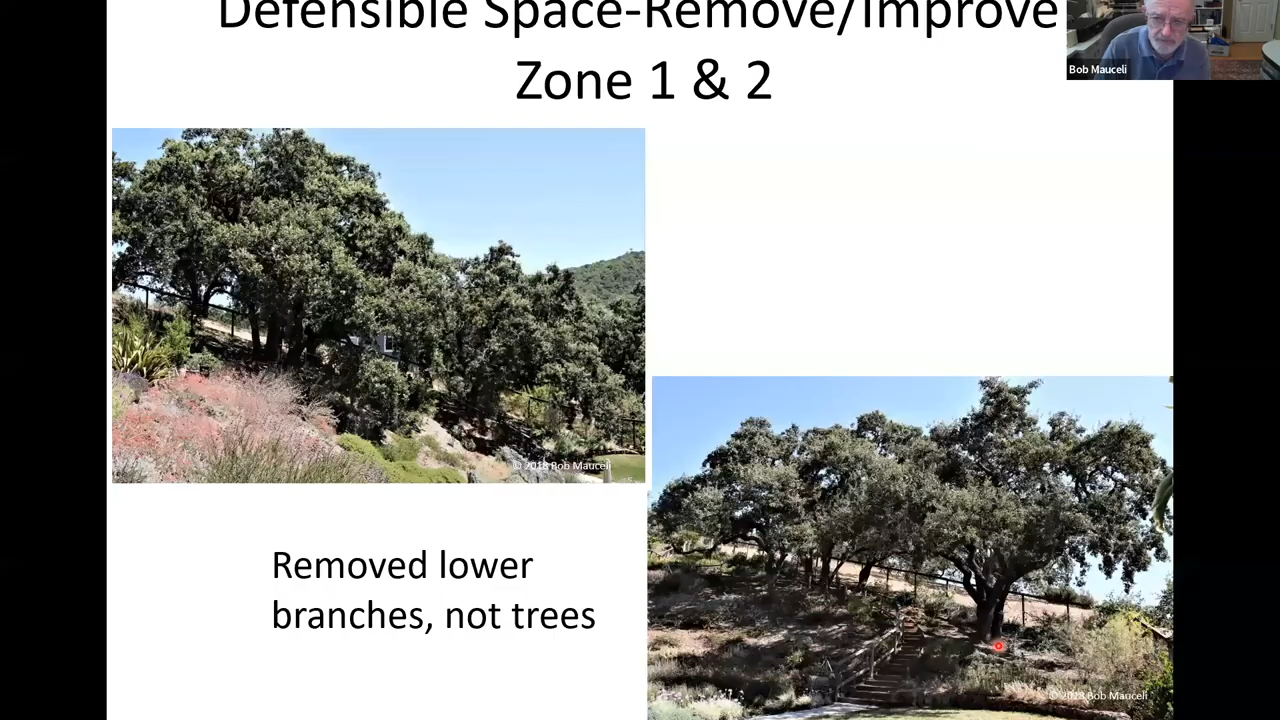 Defensible Space-Remove/Improve
Zone 1 & 2
Bob Mauceli
© 2018 Bob Mauceli
Removed lower
branches, not trees
© 2018 Bob Mauceli